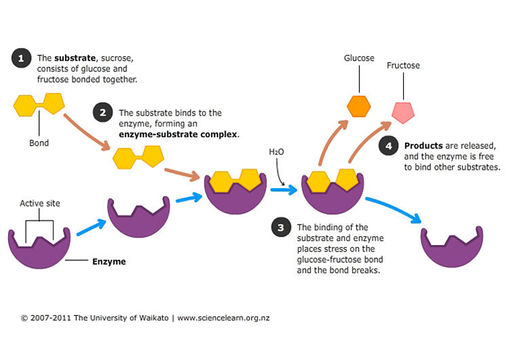 1
The substrate, sucrose,
consists of glucose and
fructose bonded together.
Bond
2
The substrate binds to the
enzyme, forming an
enzyme-substrate complex.
Glucose
Fructose
4
Products are released,
and the enzyme is free
to bind other substrates.
H2O
Active site
Enzyme
3
The binding of the
substrate and enzyme
places stress on the
glucose-fructose bond
and the bond breaks.
© 2007-2011 The University of Waikato | www.sciencelearn.org.nz